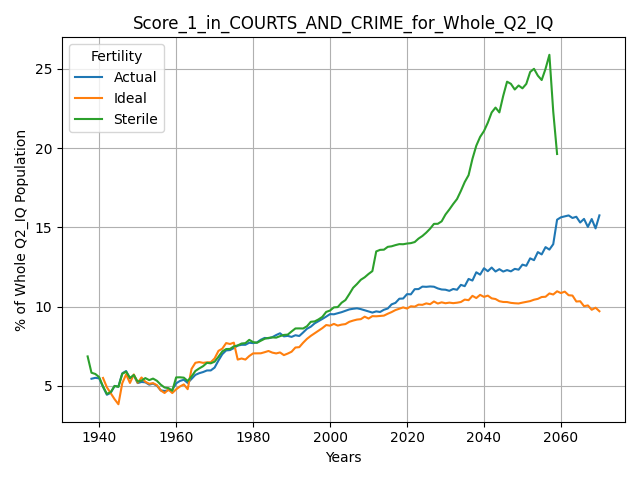 Score_1_in_COURTS_AND_CRIME_for_Whole_Q2_IQ
Fertility
Actual
Ideal
Sterile
% of Whole Q2_IQ Population
25
20
15
10
5
1940 1960 1980 2000 2020 2040 2060
Years